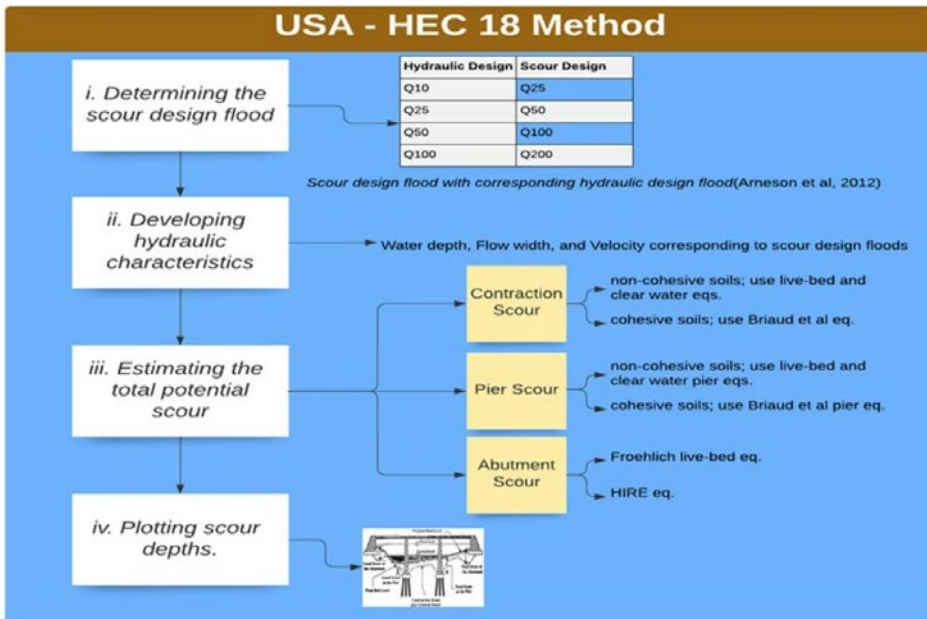 USA - HEC 18 Method
i. Determining the
scour design flood
Hydraulic Design Scour Design
Q10 Q25
Q25 Q50
Q50 Q100
Q100 Q200
Scour design flood with corresponding hydraulic design flood(Arneson et al, 2012)
ii. Developing
hydraulic
characteristics
Water depth, Flow width, and Velocity corresponding to scour design floods
iii. Estimating the
total potential
scour
Contraction
Scour
non-cohesive soils; use live-bed and
clear water eqs.
cohesive soils; use Briaud et al eq.
Pier Scour
non-cohesive soils; use live-bed and
clear water pier eqs.
cohesive soils; use Briaud et al pier eq.
Abutment
Scour
Froehlich live-bed eq.
HIRE eq.
iv. Plotting scour
depths.